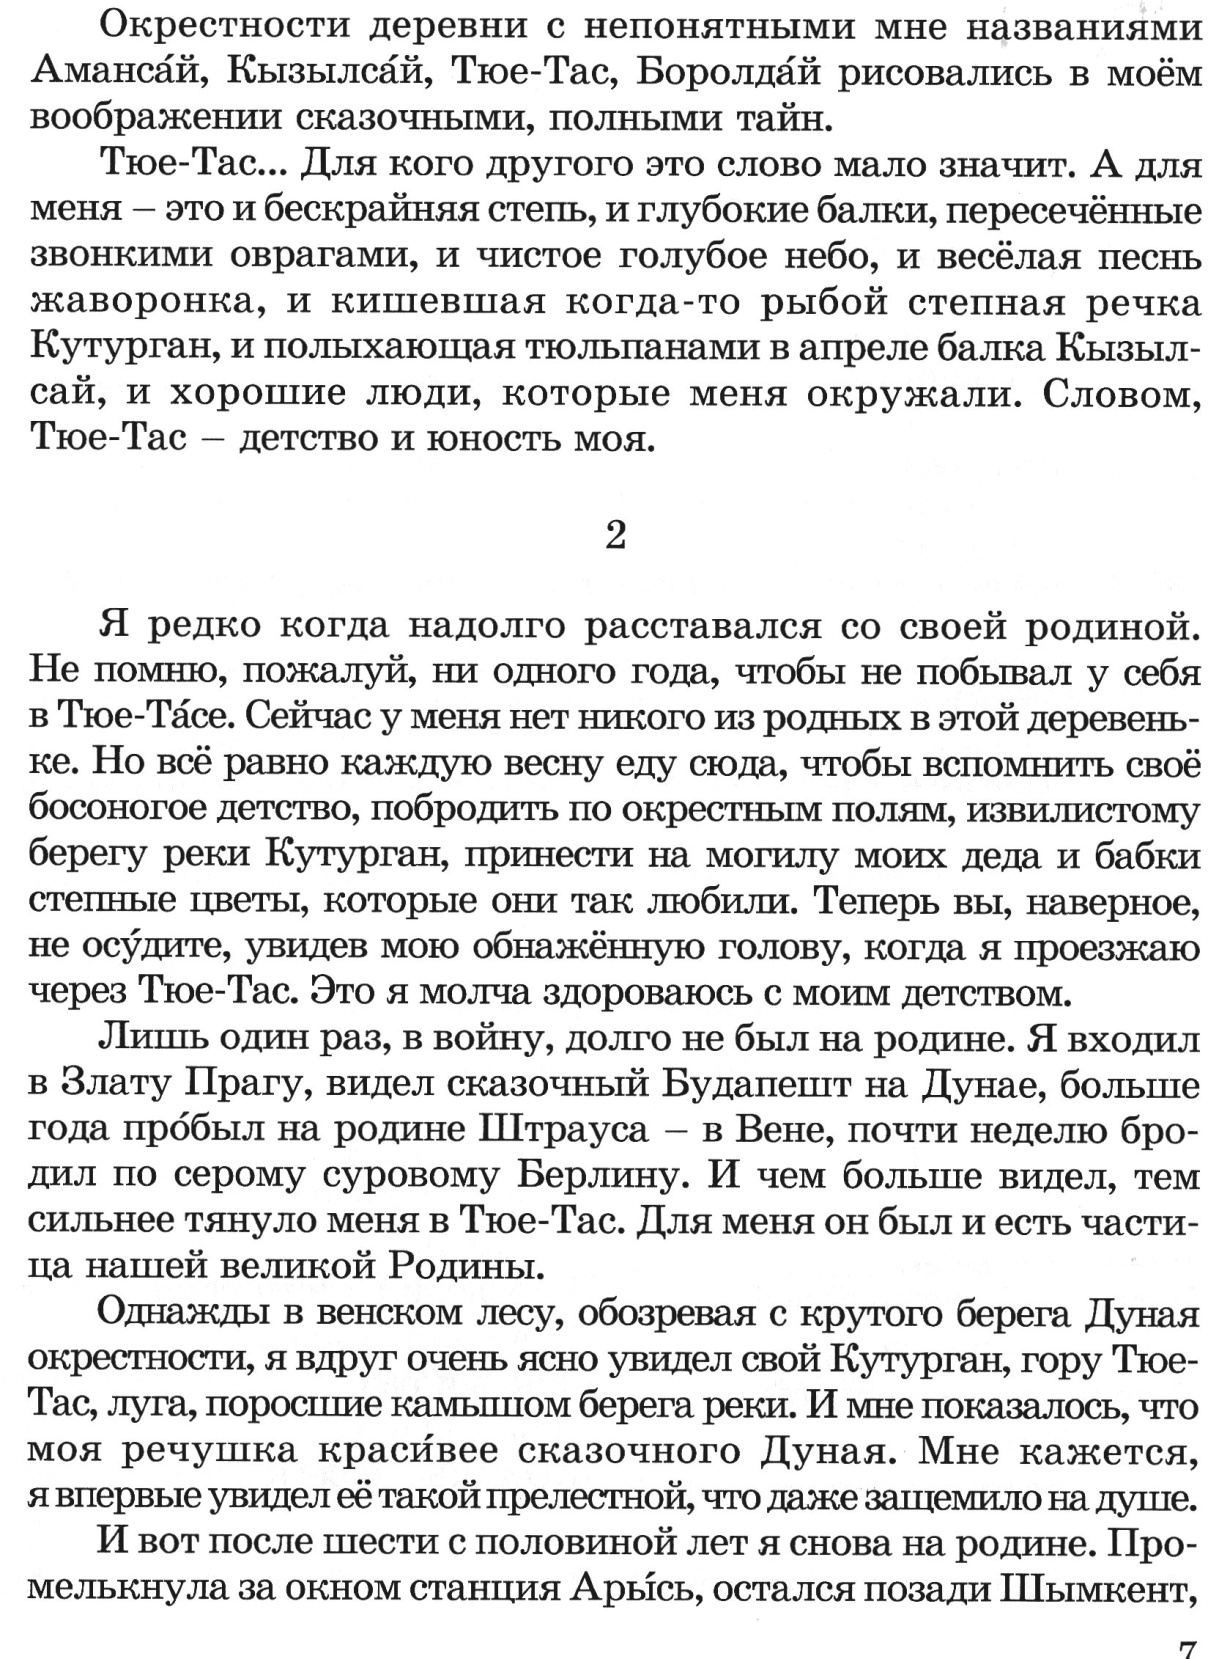 Окрестности деревни с непонятными мне названиями
Амансáй, Кызылсáй, Тюе-Тас, Боролдáй рисовались в моём
воображении сказочными, полными тайн.
Тюе-Тас... Для кого другого это слово мало значит. А для
меня – это и бескрайняя степь, и глубокие балки, пересечённые
звонкими оврагами, и чистое голубое небо, и весёлая песнь
жаворонка, и кишевшая когда-то рыбой степная речка
Кутурган, и полыхающая тюльпанами в апреле балка Кызыл-
сай, и хорошие люди, которые меня окружали. Словом,
Тюе-Тас – детство и юность моя.
2
Я редко когда надолго расставался со своей родиной.
Не помню, пожалуй, ни одного года, чтобы не побывал у себя
в Тюе-Тáсе. Сейчас у меня нет никого из родных в этой деревень-
ке. Но всё равно каждую весну еду сюда, чтобы вспомнить своё
босоногое детство, побродить по окрестным полям, извилистому
берегу реки Кутурган, принести на могилу моих деда и бабки
степные цветы, которые они так любили. Теперь вы, наверное,
не осýдите, увидев мою обнажённую голову, когда я проезжаю
через Тюе-Тас. Это я молча здороваюсь с моим детством.
Лишь один раз, в войну, долго не был на родине. Я входил
в Злату Прагу, видел сказочный Будапешт на Дунае, больше
года прóбыл на родине Штрауса – в Вене, почти неделю бро-
дил по серому суровому Берлину. И чем больше видел, тем
сильнее тянуло меня в Тюе-Тас. Для меня он был и есть части-
ца нашей великой Родины.
Однажды в венском лесу, обозревая с крутого берега Дуная
окрестности, я вдруг очень ясно увидел свой Кутурган, гору Тюе-
Тас, луга, поросшие камышом берега реки. И мне показалось, что
моя речушка краси́вее сказочного Дуная. Мне кажется,
я впервые увидел её такой прелестной, что даже защемило на душе.
И вот после шести с половиной лет я снова на родине. Про-
мелькнула за окном станция Ары́сь, остался позади Шымкент,
7